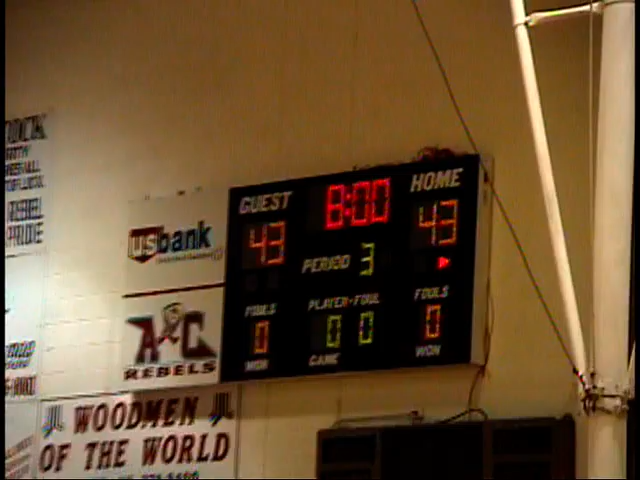 GUEST
8:00
HOME
43
43
PERIOD 3
FOULS
PLAYER-FOUL
FOULS
0
0 0
0
WON
GAME
WON
usbank
A C
REBELS
WOODMEN
OF THE WORLD
REBEL
PRIDE